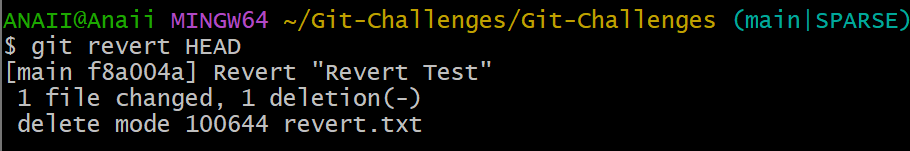 ANAII@Anaii MINGW64 ~/Git-Challenges/Git-Challenges (main|SPARSE)
$ git revert HEAD
[main f8a004a] Revert "Revert Test"
 1 file changed, 1 deletion(-)
 delete mode 100644 revert.txt